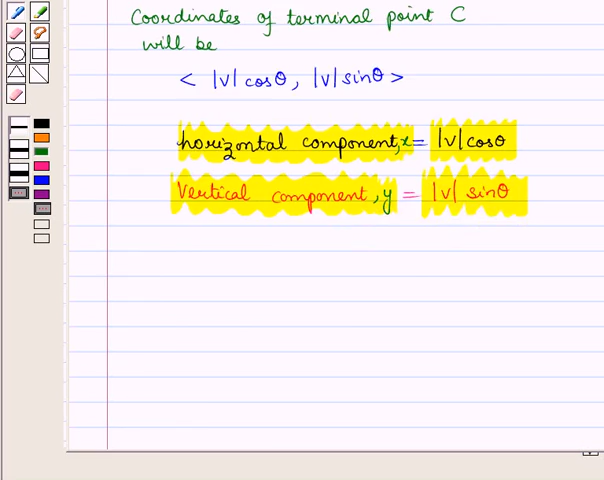 Coordinates of terminal point C
will be
< |v| cosθ, |v| sinθ >
horizontal component, x = |v| cosθ
Vertical component, y = |v| sinθ